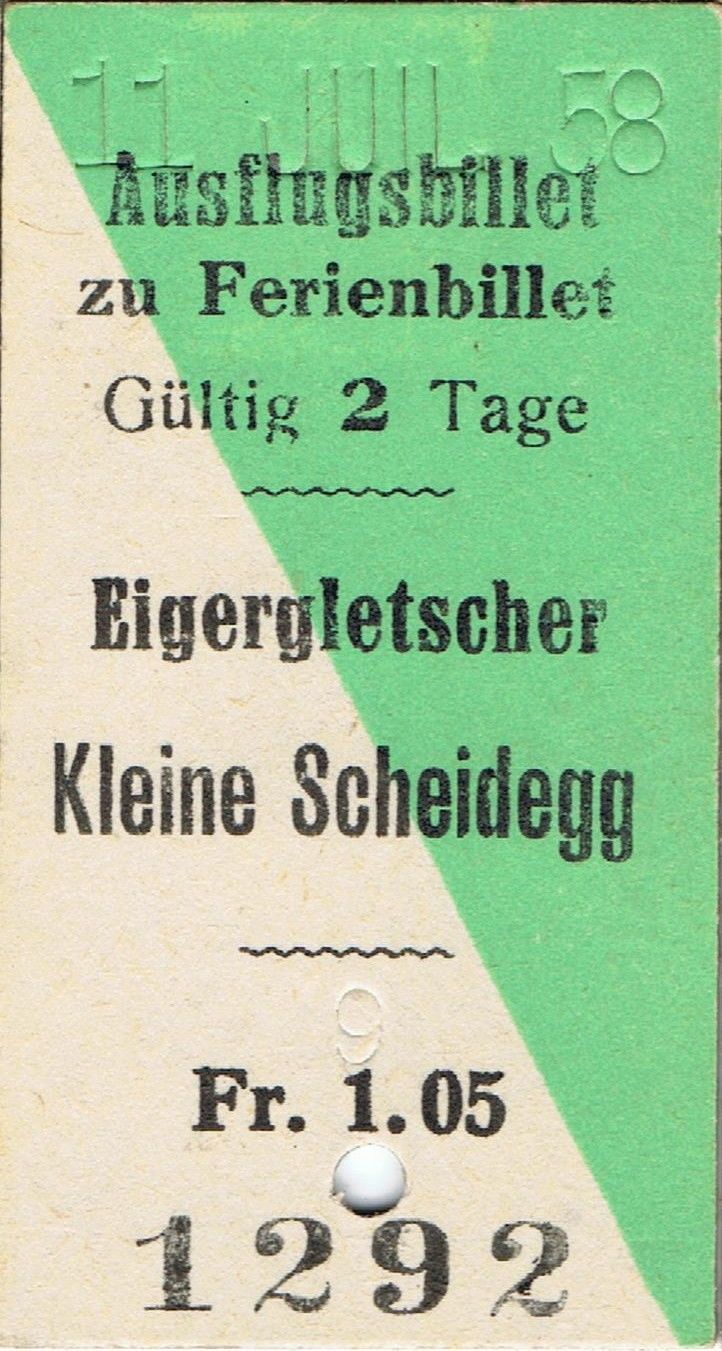 11 JUIL. 58
Ausflugsbillet
zu Ferienbillet
Gültig 2 Tage
Eigergletscher
Kleine Scheidegg
9
Fr. 1.05
1292